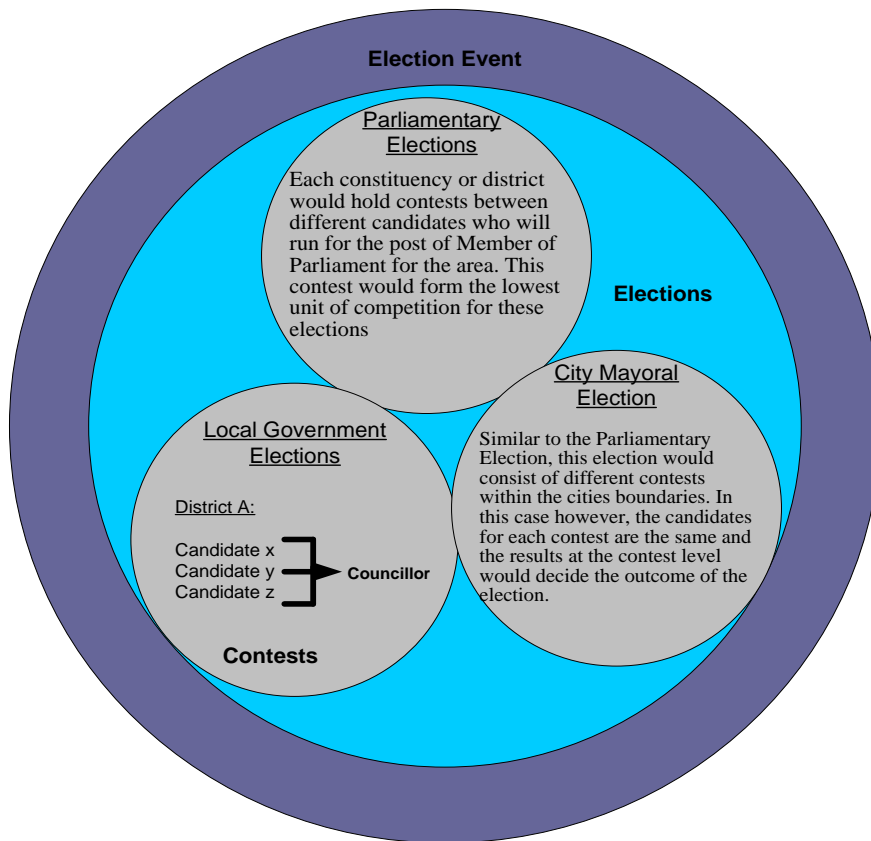 Election Event
Parliamentary
Elections
Each constituency or district
would hold contests between
different candidates who will
run for the post of Member of
Parliament for the area. This
contest would form the lowest
unit of competition for these
elections
Elections
City Mayoral
Election
Similar to the Parliamentary
Election, this election would
consist of different contests
within the cities boundaries. In
this case however, the candidates
for each contest are the same and
the results at the contest level
would decide the outcome of the
election.
Local Government
Elections
District A:
Candidate x
Candidate y
Candidate z
Councillor
Contests